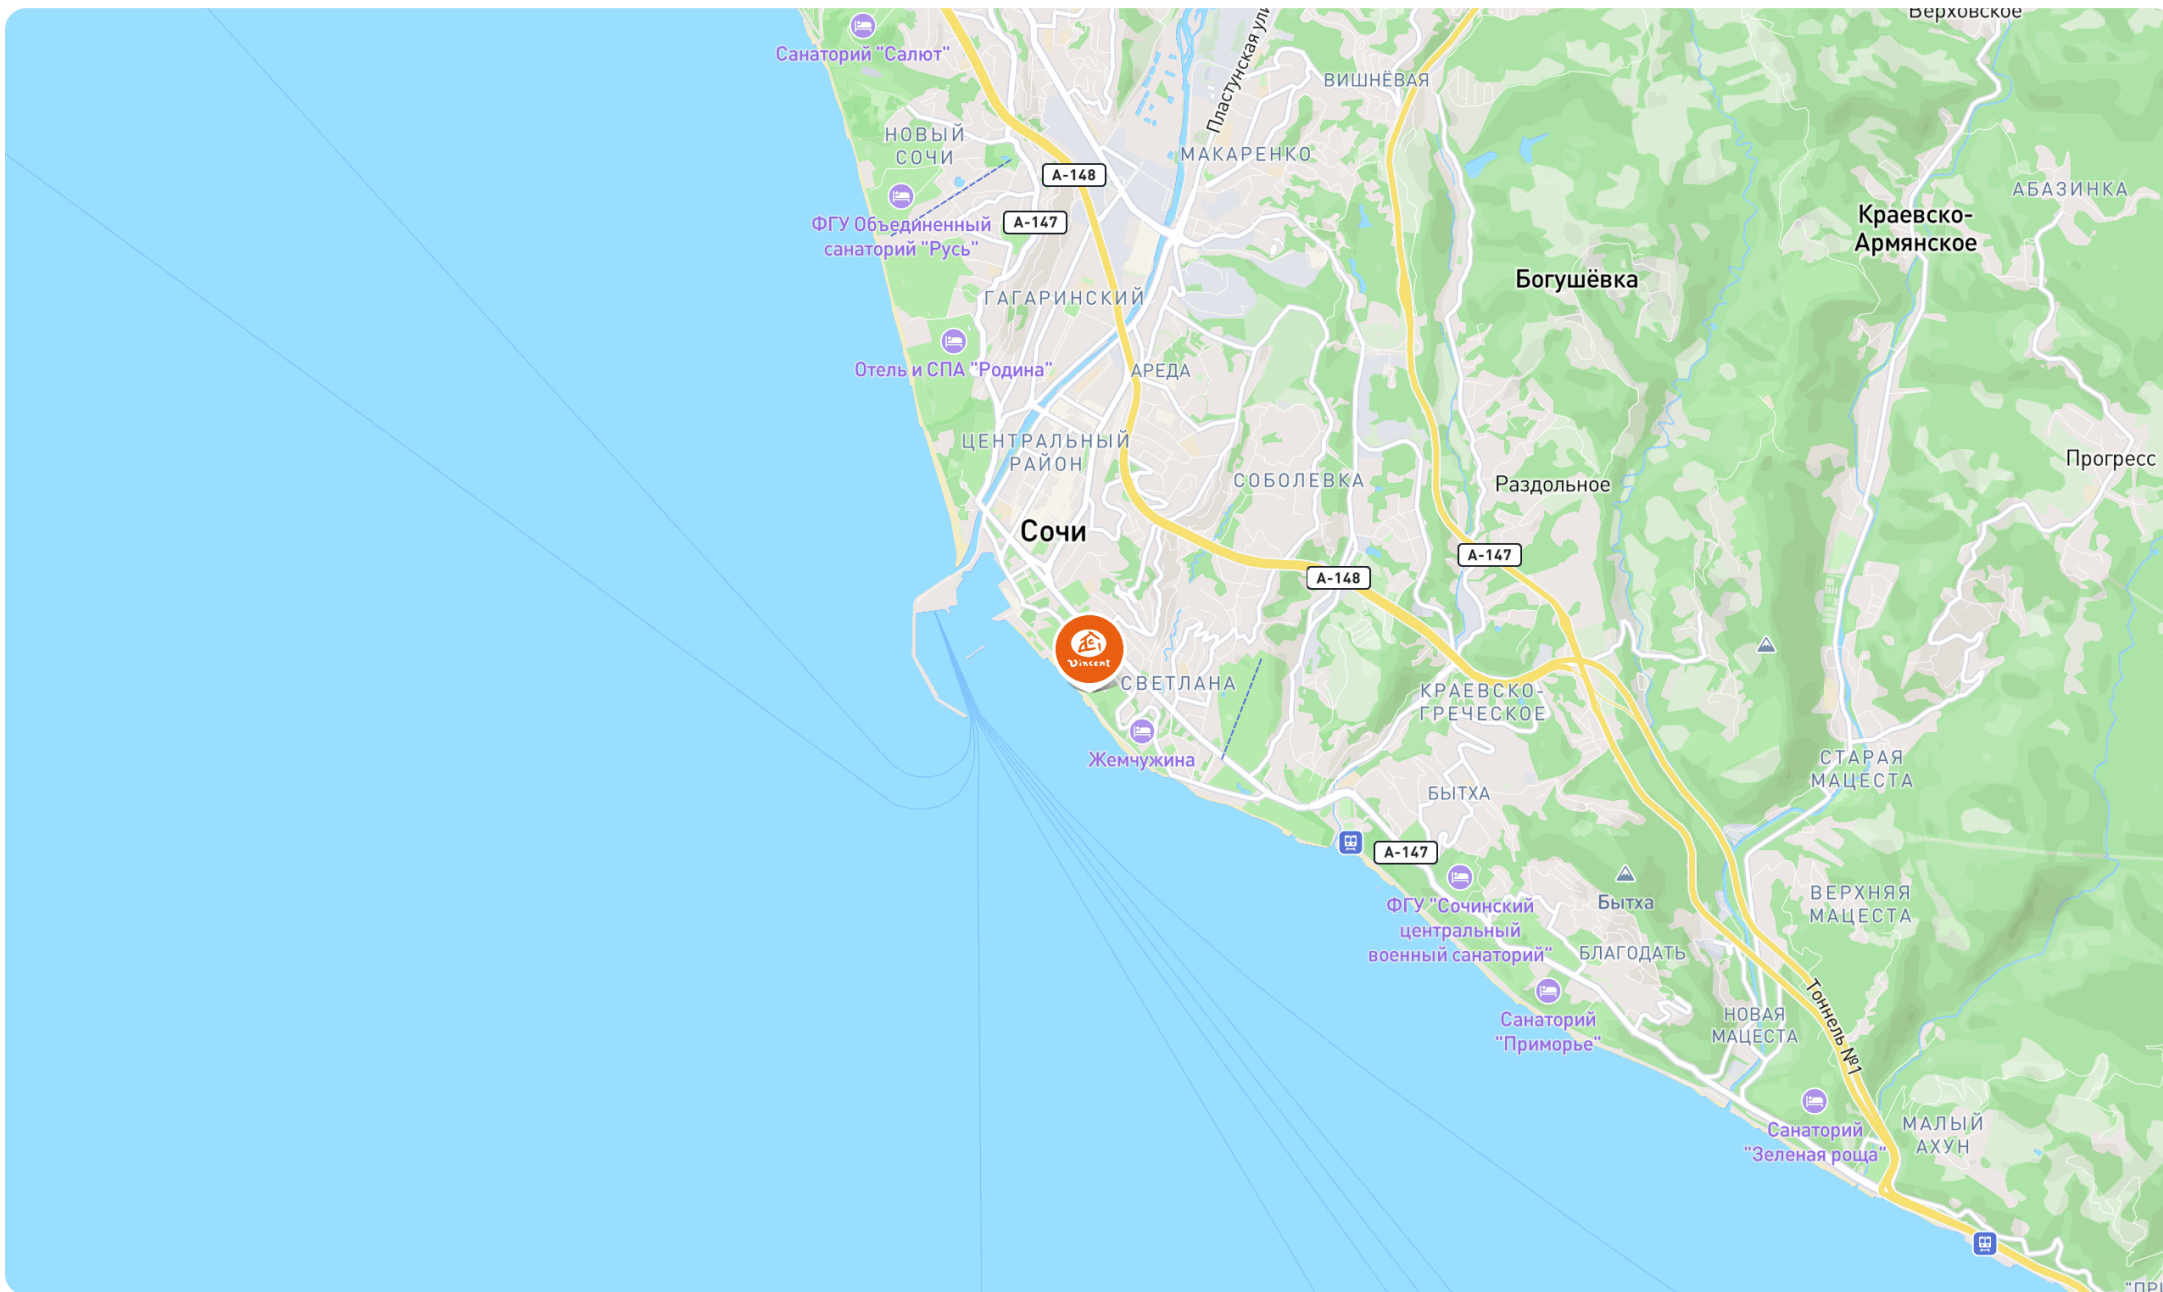 Верховское
Санаторий "Салют"
Пластунская ули
ВИШНЁВАЯ
НОВЫЙ
СОЧИ
МАКАРЕНКО
А-148
АБАЗИНКА
ФГУ Объединенный
санаторий "Русь"
А-147
Краевско-
Армянское
Богушёвка
ГАГАРИНСКИЙ
Отель и СПА "Родина"
АРЕДА
ЦЕНТРАЛЬНЫЙ
РАЙОН
СОБОЛЕВКА
Раздольное
Прогресс
Сочи
А-147
А-148
Vincent
СВЕТЛАНА
КРАЕВСКО-
ГРЕЧЕСКОЕ
Жемчужина
СТАРАЯ
МАЦЕСТА
БЫТХА
А-147
ФГУ "Сочинский
центральный
военный санаторий"
Бытха
ВЕРХНЯЯ
МАЦЕСТА
БЛАГОДАТЬ
Санаторий
"Приморье"
НОВАЯ
МАЦЕСТА
Тоннель №1
Санаторий
"Зеленая роща"
МАЛЫЙ
АХУН
"ПРИ